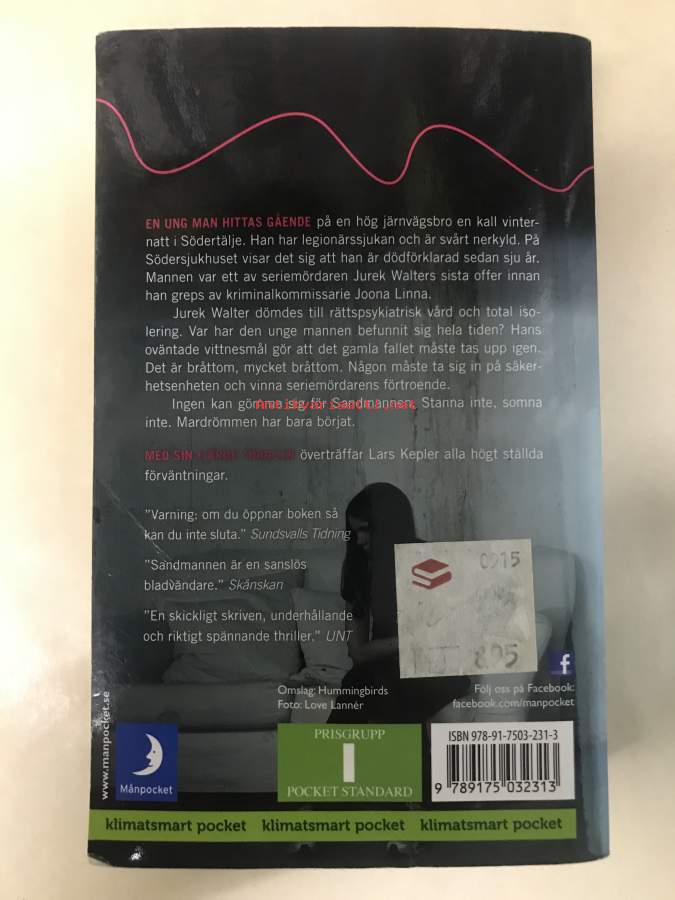 EN UNG MAN HITTAS GÅENDE på en hög järnvägsbro en kall vinter-
natt i Södertälje. Han har legionärssjukan och är svårt nerkyld. På
Södersjukhuset visar det sig att han är dödförklarad sedan sju år.
Mannen var ett av seriemördaren Jurek Walters sista offer innan
han greps av kriminalkommissarie Joona Linna.
Jurek Walter dömdes till rättspsykiatrisk vård och total iso-
lering. Var har den unge mannen befunnit sig hela tiden? Hans
oväntade vittnesmål gör att det gamla fallet måste tas upp igen.
Det är bråttom, mycket bråttom. Någon måste ta sig in på säker-
hetsenheten och vinna seriemördarens förtroende.
Ingen kan gömma sig för Sandmannen. Stanna inte, somna
inte. Mardrömmen har bara börjat.
MED SIN FJÄRDE THRILLER överträffar Lars Kepler alla högt ställda
förväntningar.
"Varning: om du öppnar boken så
kan du inte sluta." Sundsvalls Tidning
"Sandmannen är en sanslös
bladvändare." Skånskan
"En skickligt skriven, underhållande
och riktigt spännande thriller." UNT
0915
8.95
Omslag: Hummingbirds
Foto: Love Lannér
Följ oss på Facebook:
facebook.com/manpocket
f
www.manpocket.se
Månpocket
PRISGRUPP
1
POCKET STANDARD
ISBN 978-91-7503-231-3
9 789175 032313
klimatsmart pocket klimatsmart pocket klimatsmart pocket